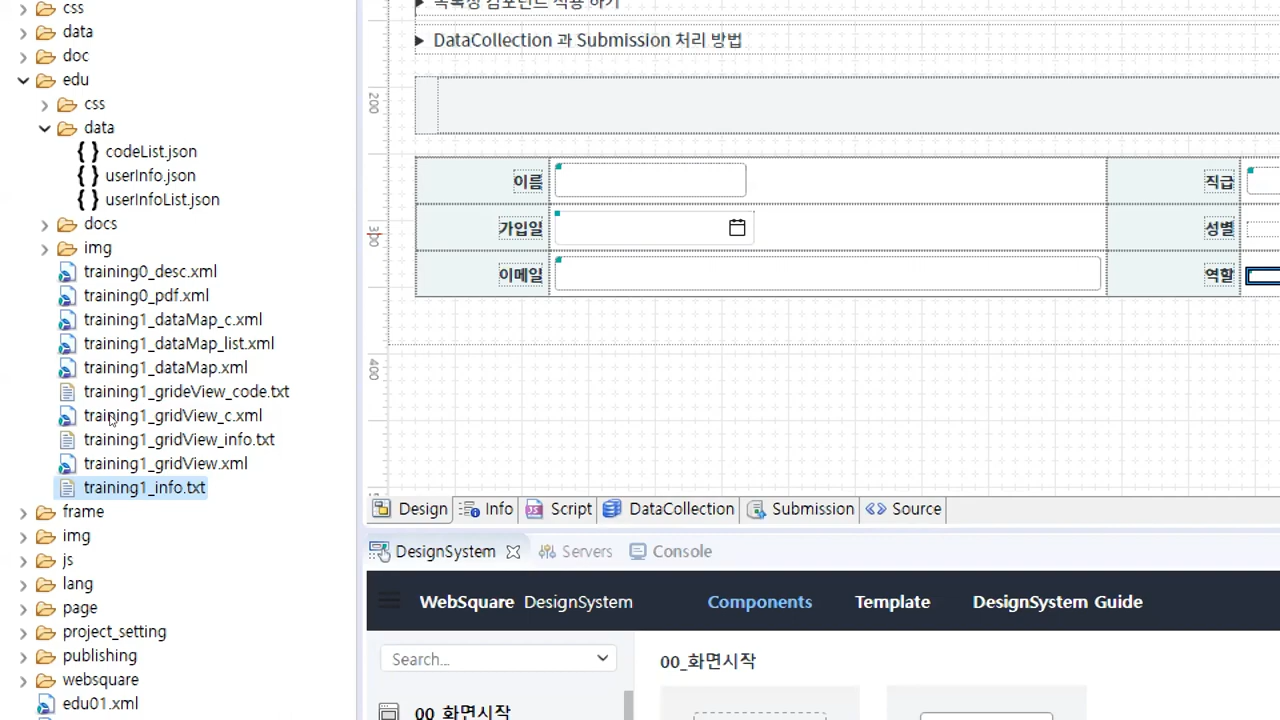 css
data
doc
edu
css
data
codeList.json
userInfo.json
userInfoList.json
docs
img
training0_desc.xml
training0_pdf.xml
training1_dataMap_c.xml
training1_dataMap_list.xml
training1_dataMap.xml
training1_grideView_code.txt
training1_gridView_c.xml
training1_gridView_info.txt
training1_gridView.xml
training1_info.txt
frame
img
js
lang
page
project_setting
publishing
websquare
edu01.xml
DataCollection 과 Submission 처리 방법
200
이름 직급
300
가입일 성별
이메일 역할
400
Design Info Script DataCollection Submission Source
DesignSystem Servers Console
WebSquare DesignSystem Components Template DesignSystem Guide
Search...
00_화면시작
00_화면시작